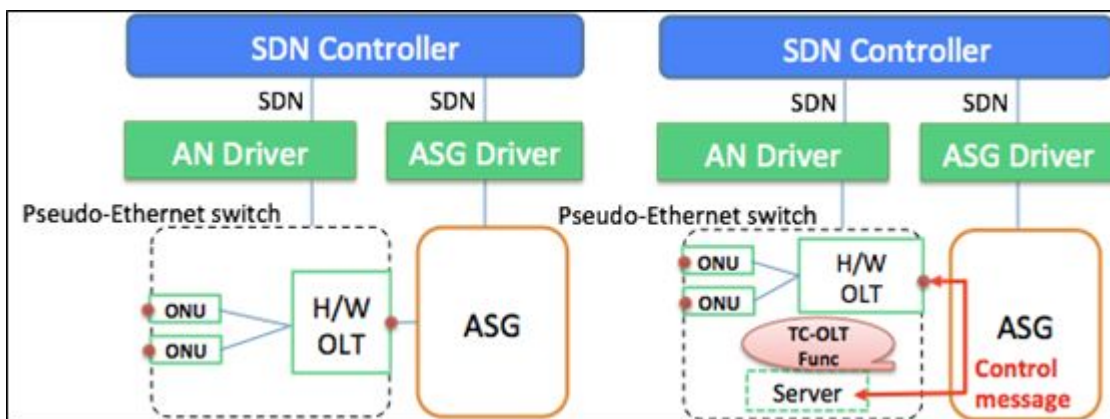 SDN Controller
SDN SDN
AN Driver ASG Driver
Pseudo-Ethernet switch
ONU
ONU
H/W
OLT
ASG
SDN Controller
SDN SDN
AN Driver ASG Driver
Pseudo-Ethernet switch
ONU
ONU
H/W
OLT
TC-OLT
Func
Server
ASG
Control
message